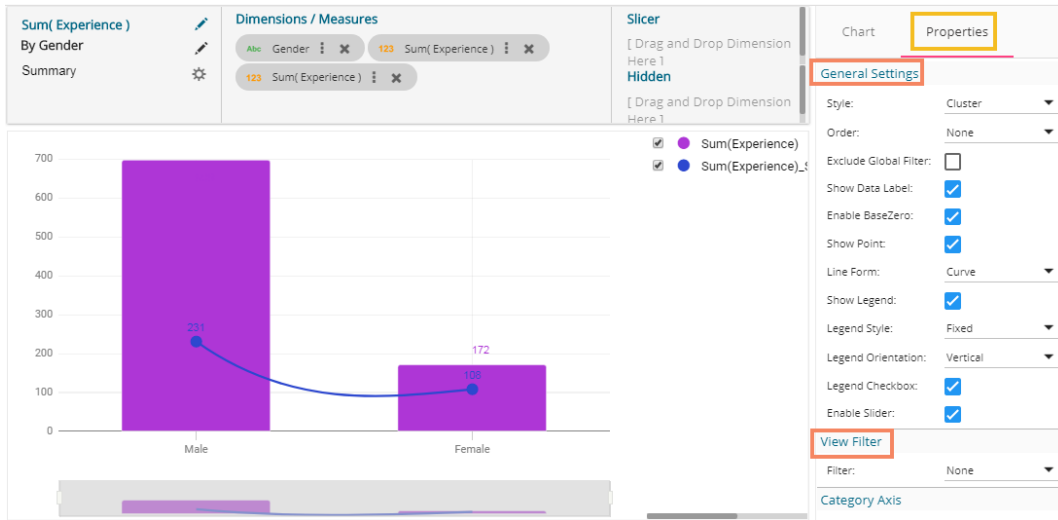 Sum( Experience )
By Gender
Summary
Dimensions / Measures
Abc Gender
123 Sum( Experience )
123 Sum( Experience )
Slicer
[ Drag and Drop Dimension
Here ]
Hidden
[ Drag and Drop Dimension
Here ]
Chart
Properties
General Settings
Style: Cluster
Order: None
Exclude Global Filter:
Show Data Label:
Enable BaseZero:
Show Point:
Line Form: Curve
Show Legend:
Legend Style: Fixed
Legend Orientation: Vertical
Legend Checkbox:
Enable Slider:
View Filter
Filter: None
Category Axis
Sum(Experience)
Sum(Experience)_S
700
600
500
400
300
200
100
0
231
172
108
Male
Female